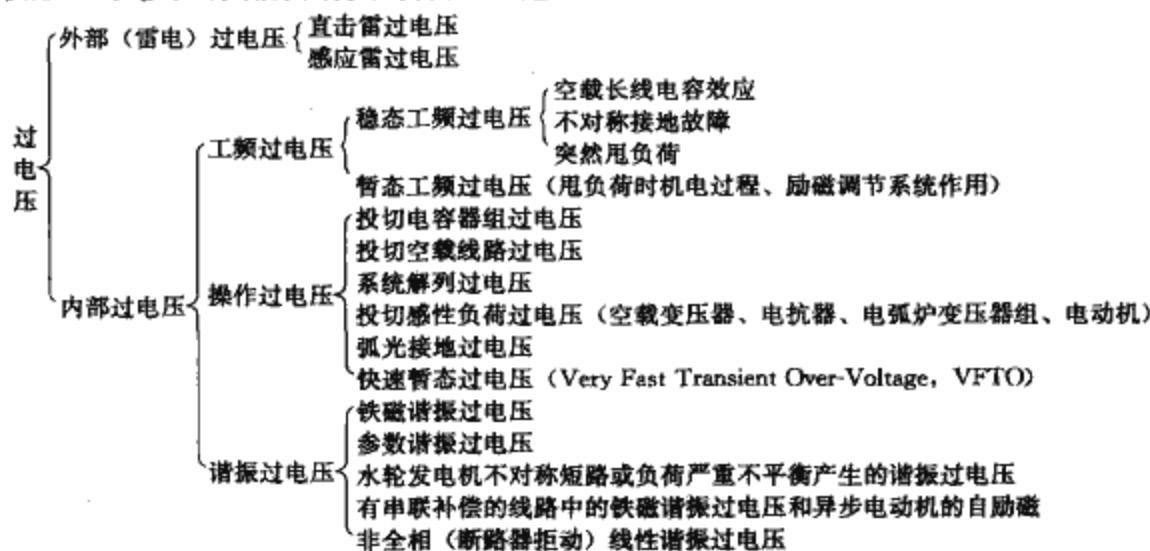 过电压
外部（雷电）过电压
直击雷过电压
感应雷过电压
内部过电压
工频过电压
稳态工频过电压
空载长线电容效应
不对称接地故障
突然甩负荷
暂态工频过电压（甩负荷时机电过程、励磁调节系统作用）
操作过电压
投切电容器组过电压
投切空载线路过电压
系统解列过电压
投切感性负荷过电压（空载变压器、电抗器、电弧炉变压器组、电动机）
弧光接地过电压
快速暂态过电压（Very Fast Transient Over-Voltage，VFTO）
谐振过电压
铁磁谐振过电压
参数谐振过电压
水轮发电机不对称短路或负荷严重不平衡产生的谐振过电压
有串联补偿的线路中的铁磁谐振过电压和异步电动机的自励磁
非全相（断路器拒动）线性谐振过电压